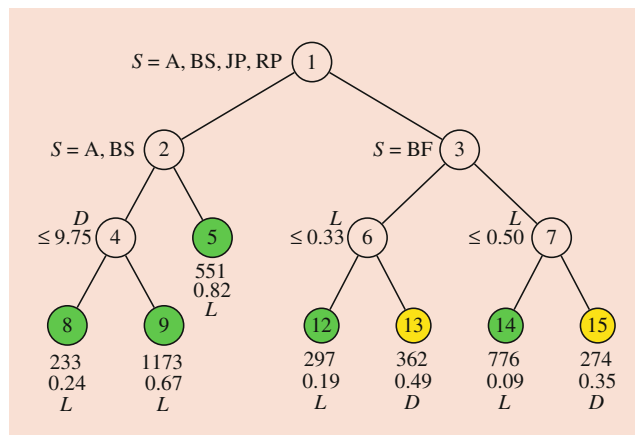 S = A, BS, JP, RP
1
S = A, BS
2
S = BF
3
D
≤ 9.75
4
5
551
0.82
L
L
≤ 0.33
6
L
≤ 0.50
7
8
233
0.24
L
9
1173
0.67
L
12
297
0.19
L
13
362
0.49
D
14
776
0.09
L
15
274
0.35
D